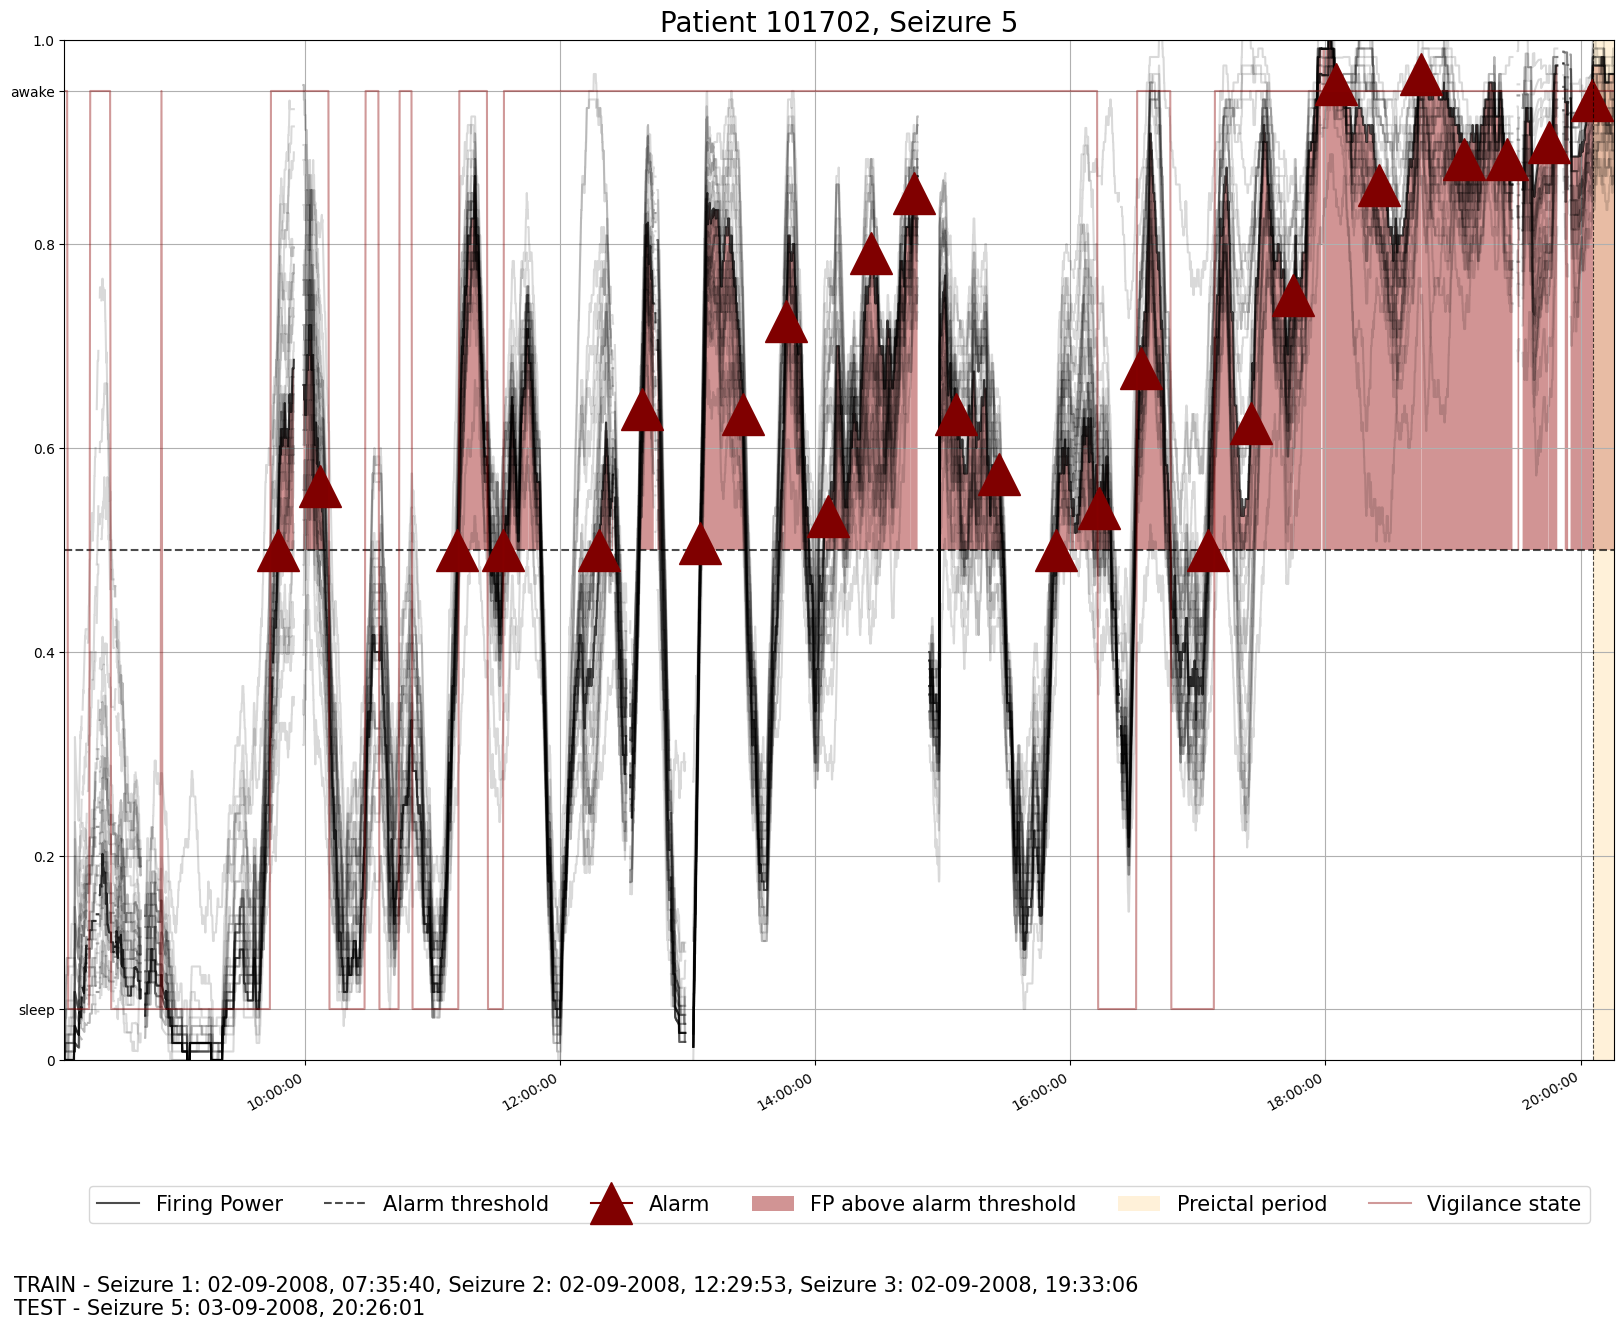 Patient 101702, Seizure 5
1.0
awake
0.8
0.6
0.4
0.2
sleep
0
10:00:00
12:00:00
14:00:00
16:00:00
18:00:00
20:00:00
Firing Power
Alarm threshold
Alarm
FP above alarm threshold
Preictal period
Vigilance state
TRAIN - Seizure 1: 02-09-2008, 07:35:40, Seizure 2: 02-09-2008, 12:29:53, Seizure 3: 02-09-2008, 19:33:06
TEST - Seizure 5: 03-09-2008, 20:26:01